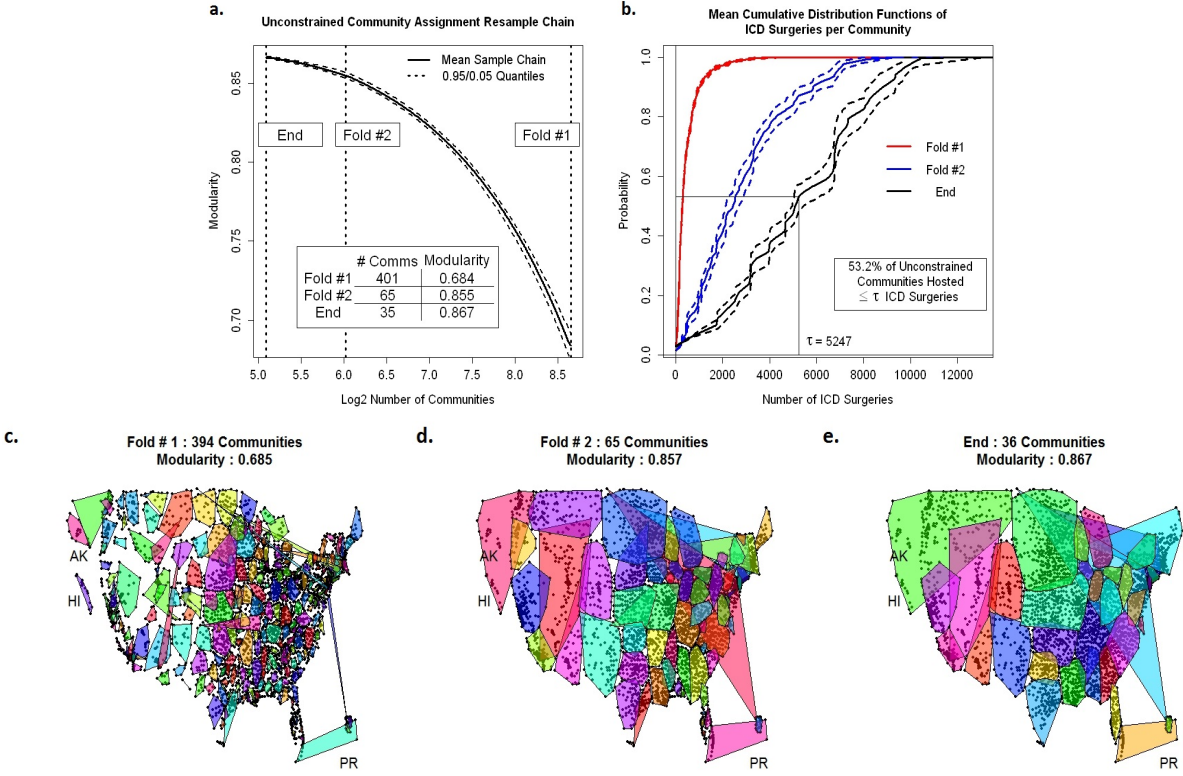 a.
Unconstrained Community Assignment Resample Chain
Modularity
0.85
0.80
0.75
0.70
Mean Sample Chain
0.95/0.05 Quantiles
End
Fold #2
Fold #1
# Comms Modularity
Fold #1 401 0.684
Fold #2 65 0.855
End 35 0.867
5.0 5.5 6.0 6.5 7.0 7.5 8.0 8.5
Log2 Number of Communities
b.
Mean Cumulative Distribution Functions of
ICD Surgeries per Community
Probability
1.0
0.8
0.6
0.4
0.2
0.0
Fold #1
Fold #2
End
53.2% of Unconstrained
Communities Hosted
≤ τ ICD Surgeries
τ = 5247
0 2000 4000 6000 8000 10000 12000
Number of ICD Surgeries
c.
Fold # 1 : 394 Communities
Modularity : 0.685
AK
HI
PR
d.
Fold # 2 : 65 Communities
Modularity : 0.857
AK
HI
PR
e.
End : 36 Communities
Modularity : 0.867
AK
HI
PR